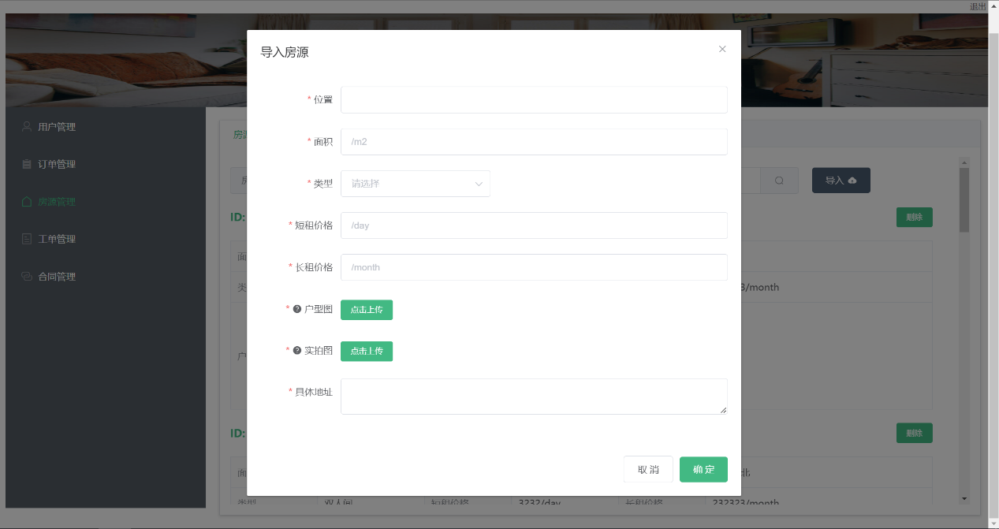 退出
导入房源
用户管理
订单管理
房源管理
工单管理
合同管理
* 位置
* 面积 /m2
* 类型 请选择
* 短租价格 /day
* 长租价格 /month
* 户型图 点击上传
* 实拍图 点击上传
* 具体地址
取消 确定
房
导入
ID:
删除
面
类 3/month
户
ID:
删除
面 北
类型 双人间 短租价格 3232/day 长租价格 232323/month